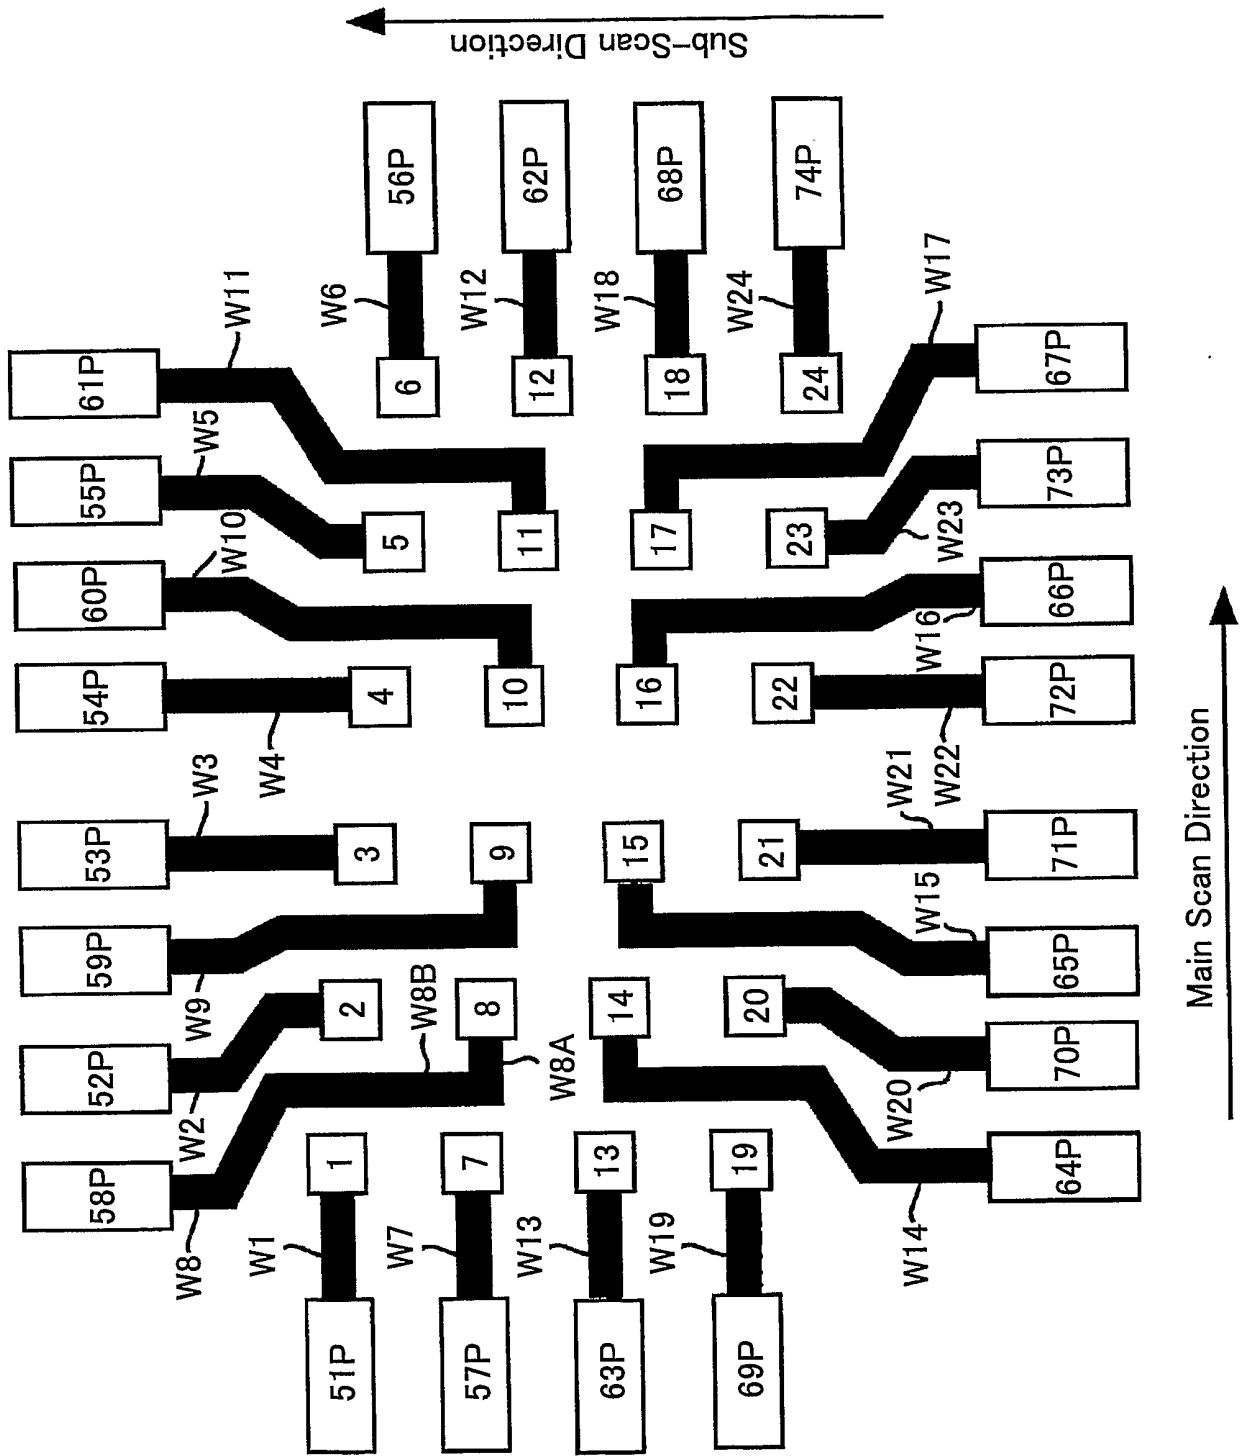 Sub-Scan Direction
56P
62P
68P
74P
W6
W12
W18
W24
W17
W11
6
12
18
24
61P
55P
60P
54P
53P
59P
52P
58P
W5
W10
W4
W3
W9
W2
W8
5
11
17
23
67P
73P
66P
72P
71P
65P
70P
64P
W23
W16
W22
W21
W15
W20
W14
4
10
16
22
3
9
15
21
2
8
14
20
W8B
W8A
1
7
13
19
W1
W7
W13
W19
51P
57P
63P
69P
Main Scan Direction